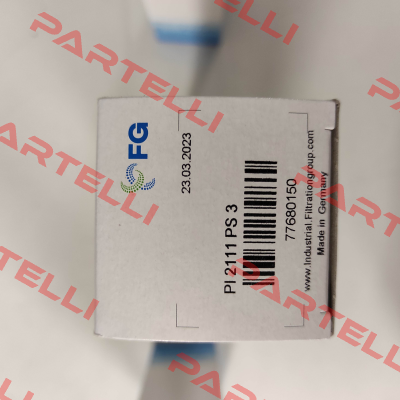 FG
23.03.2023
PI 2111 PS 3
77680150
www.Industrial.Filtrationgroup.com
Made in Germany
PARTELLI
PARTELLI
PARTELLI
PARTELLI
PARTELLI